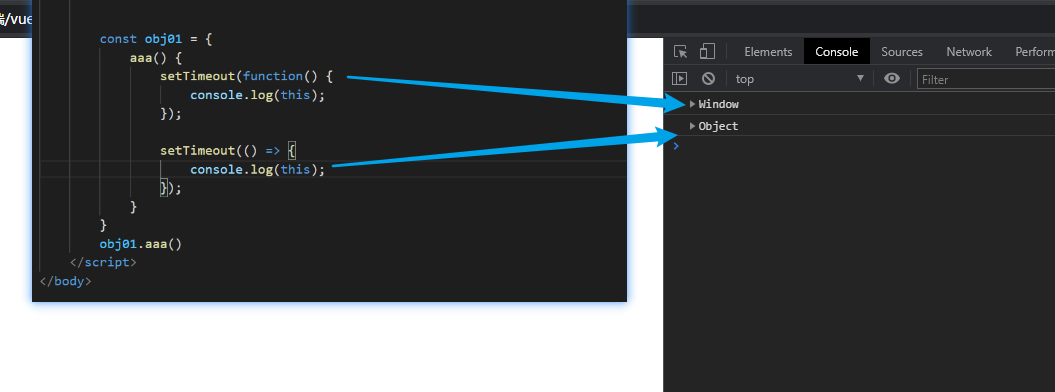 端/vue
const obj01 = {
aaa() {
setTimeout(function() {
console.log(this);
});
setTimeout(() => {
console.log(this);
});
}
}
obj01.aaa()
</script>
</body>
Elements Console Sources Network Perform
top Filter
Window
Object